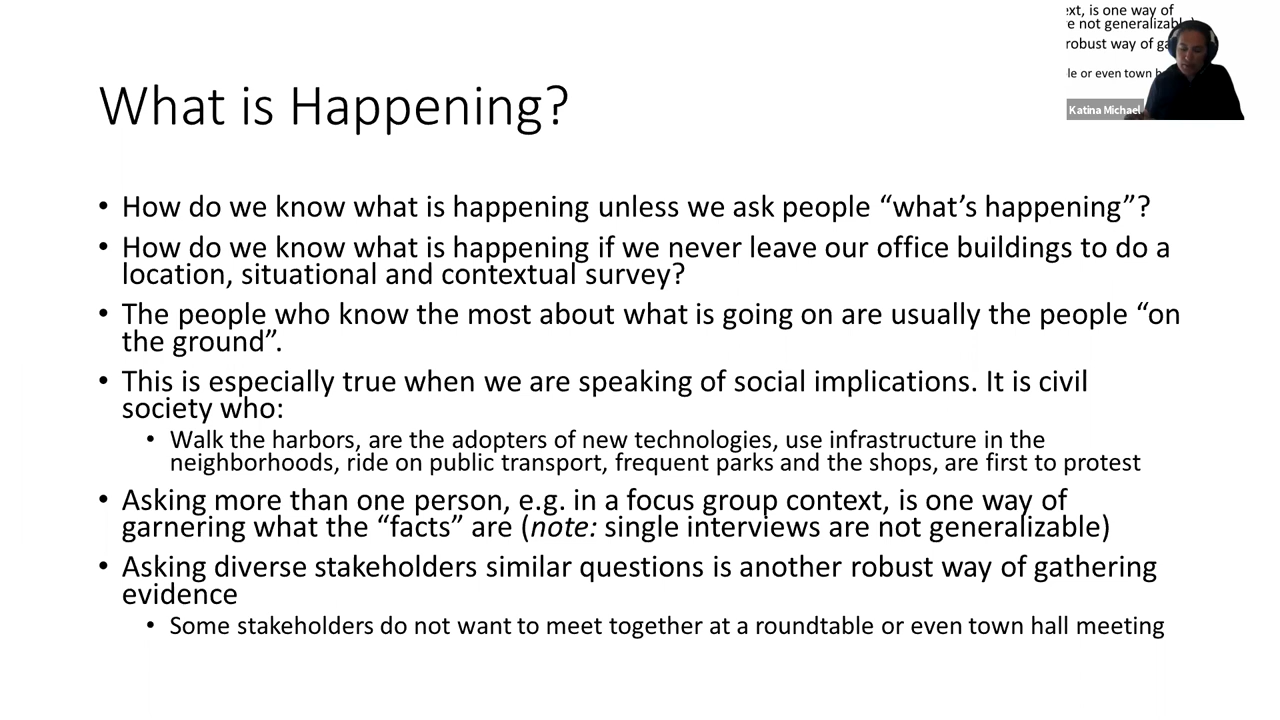 ext, is one way of
e not generalizable)
robust way of ga
le or even town h
Katina Michael
What is Happening?
• How do we know what is happening unless we ask people “what’s happening”?
• How do we know what is happening if we never leave our office buildings to do a
location, situational and contextual survey?
• The people who know the most about what is going on are usually the people “on
the ground”.
• This is especially true when we are speaking of social implications. It is civil
society who:
• Walk the harbors, are the adopters of new technologies, use infrastructure in the
neighborhoods, ride on public transport, frequent parks and the shops, are first to protest
• Asking more than one person, e.g. in a focus group context, is one way of
garnering what the “facts” are (note: single interviews are not generalizable)
• Asking diverse stakeholders similar questions is another robust way of gathering
evidence
• Some stakeholders do not want to meet together at a roundtable or even town hall meeting